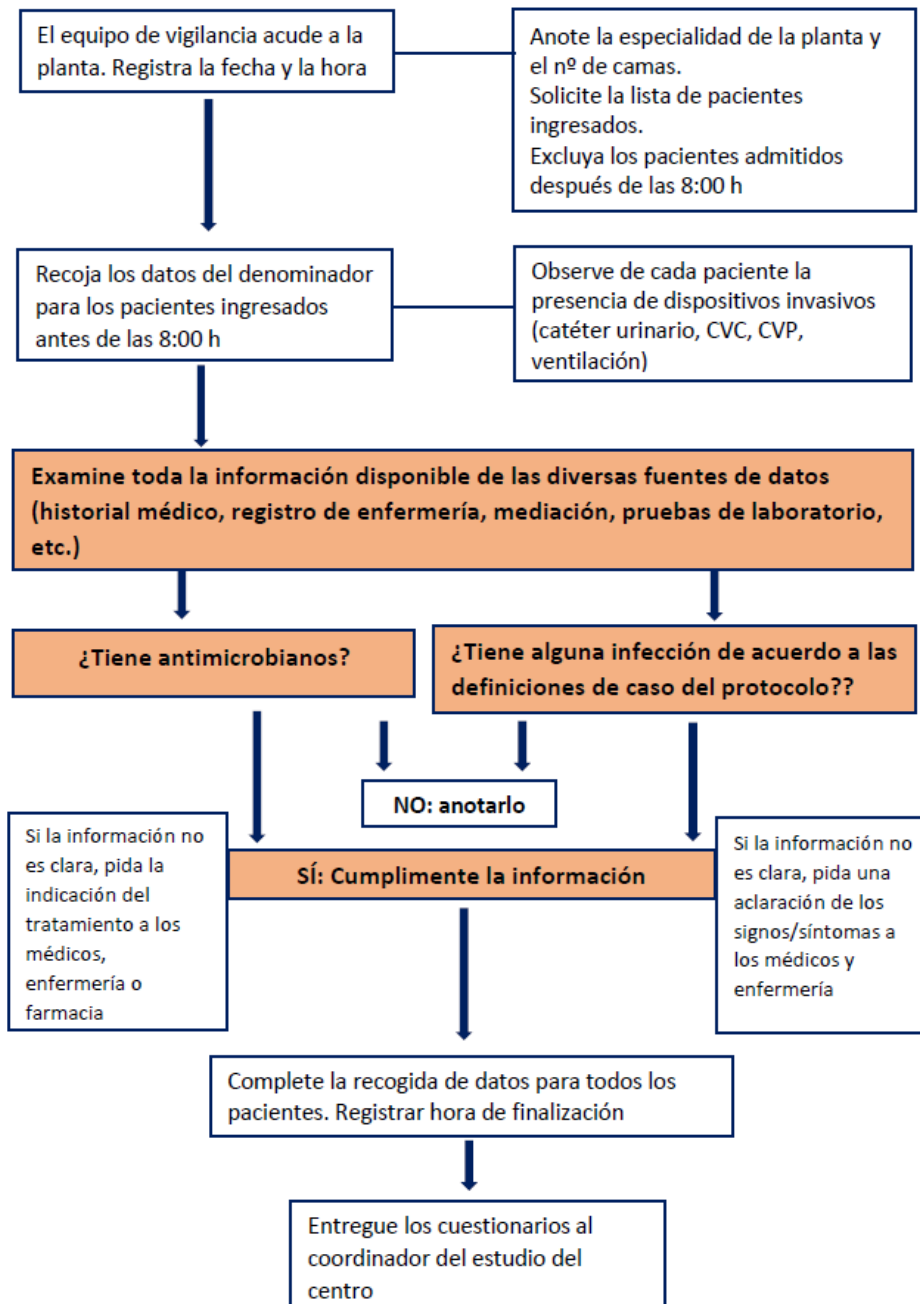 El equipo de vigilancia acude a la
planta. Registra la fecha y la hora
Anote la especialidad de la planta y
el nº de camas.
Solicite la lista de pacientes
ingresados.
Excluya los pacientes admitidos
después de las 8:00 h
Recoja los datos del denominador
para los pacientes ingresados
antes de las 8:00 h
Observe de cada paciente la
presencia de dispositivos invasivos
(catéter urinario, CVC, CVP,
ventilación)
Examine toda la información disponible de las diversas fuentes de datos
(historial médico, registro de enfermería, mediación, pruebas de laboratorio,
etc.)
¿Tiene antimicrobianos?
¿Tiene alguna infección de acuerdo a las
definiciones de caso del protocolo??
NO: anotarlo
Si la información no
es clara, pida la
indicación del
tratamiento a los
médicos,
enfermería o
farmacia
SÍ: Cumplimente la información
Si la información no
es clara, pida una
aclaración de los
signos/síntomas a
los médicos y
enfermería
Complete la recogida de datos para todos los
pacientes. Registrar hora de finalización
Entregue los cuestionarios al
coordinador del estudio del
centro